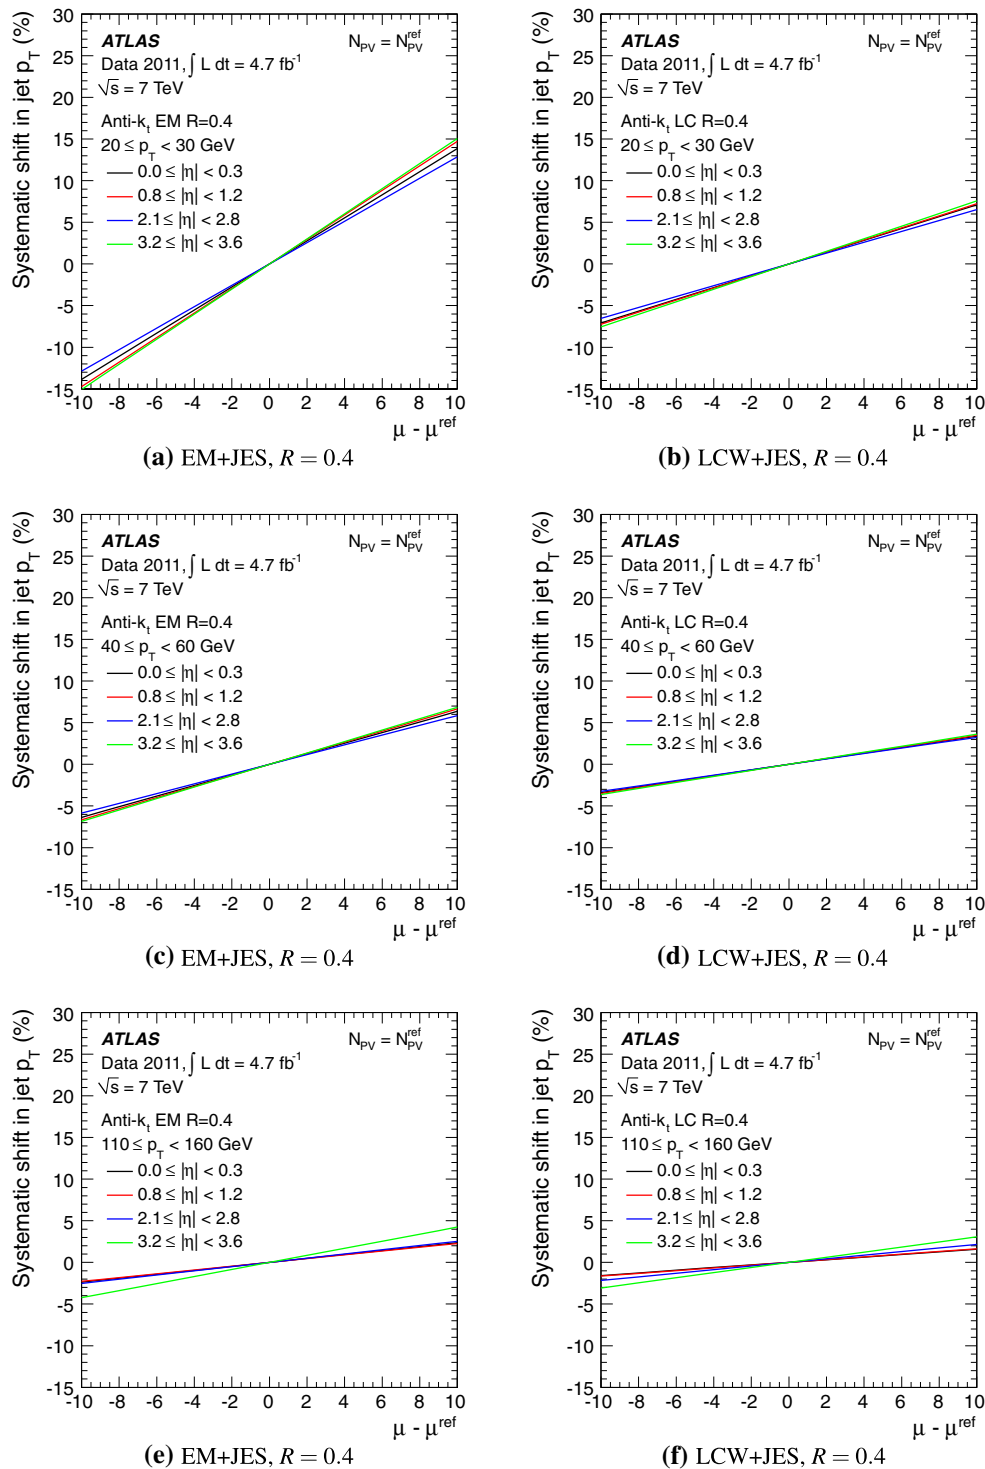 Systematic shift in jet p_T (%)
ATLAS
N_PV = N_PV^ref
Data 2011, ∫ L dt = 4.7 fb^-1
√s = 7 TeV
Anti-k_t EM R=0.4
20 ≤ p_T < 30 GeV
0.0 ≤ |η| < 0.3
0.8 ≤ |η| < 1.2
2.1 ≤ |η| < 2.8
3.2 ≤ |η| < 3.6
30
25
20
15
10
5
0
-5
-10
-15
-10 -8 -6 -4 -2 0 2 4 6 8 10
μ - μ^ref
(a) EM+JES, R = 0.4
Systematic shift in jet p_T (%)
ATLAS
N_PV = N_PV^ref
Data 2011, ∫ L dt = 4.7 fb^-1
√s = 7 TeV
Anti-k_t LC R=0.4
20 ≤ p_T < 30 GeV
0.0 ≤ |η| < 0.3
0.8 ≤ |η| < 1.2
2.1 ≤ |η| < 2.8
3.2 ≤ |η| < 3.6
30
25
20
15
10
5
0
-5
-10
-15
-10 -8 -6 -4 -2 0 2 4 6 8 10
μ - μ^ref
(b) LCW+JES, R = 0.4
Systematic shift in jet p_T (%)
ATLAS
N_PV = N_PV^ref
Data 2011, ∫ L dt = 4.7 fb^-1
√s = 7 TeV
Anti-k_t EM R=0.4
40 ≤ p_T < 60 GeV
0.0 ≤ |η| < 0.3
0.8 ≤ |η| < 1.2
2.1 ≤ |η| < 2.8
3.2 ≤ |η| < 3.6
30
25
20
15
10
5
0
-5
-10
-15
-10 -8 -6 -4 -2 0 2 4 6 8 10
μ - μ^ref
(c) EM+JES, R = 0.4
Systematic shift in jet p_T (%)
ATLAS
N_PV = N_PV^ref
Data 2011, ∫ L dt = 4.7 fb^-1
√s = 7 TeV
Anti-k_t LC R=0.4
40 ≤ p_T < 60 GeV
0.0 ≤ |η| < 0.3
0.8 ≤ |η| < 1.2
2.1 ≤ |η| < 2.8
3.2 ≤ |η| < 3.6
30
25
20
15
10
5
0
-5
-10
-15
-10 -8 -6 -4 -2 0 2 4 6 8 10
μ - μ^ref
(d) LCW+JES, R = 0.4
Systematic shift in jet p_T (%)
ATLAS
N_PV = N_PV^ref
Data 2011, ∫ L dt = 4.7 fb^-1
√s = 7 TeV
Anti-k_t EM R=0.4
110 ≤ p_T < 160 GeV
0.0 ≤ |η| < 0.3
0.8 ≤ |η| < 1.2
2.1 ≤ |η| < 2.8
3.2 ≤ |η| < 3.6
30
25
20
15
10
5
0
-5
-10
-15
-10 -8 -6 -4 -2 0 2 4 6 8 10
μ - μ^ref
(e) EM+JES, R = 0.4
Systematic shift in jet p_T (%)
ATLAS
N_PV = N_PV^ref
Data 2011, ∫ L dt = 4.7 fb^-1
√s = 7 TeV
Anti-k_t LC R=0.4
110 ≤ p_T < 160 GeV
0.0 ≤ |η| < 0.3
0.8 ≤ |η| < 1.2
2.1 ≤ |η| < 2.8
3.2 ≤ |η| < 3.6
30
25
20
15
10
5
0
-5
-10
-15
-10 -8 -6 -4 -2 0 2 4 6 8 10
μ - μ^ref
(f) LCW+JES, R = 0.4